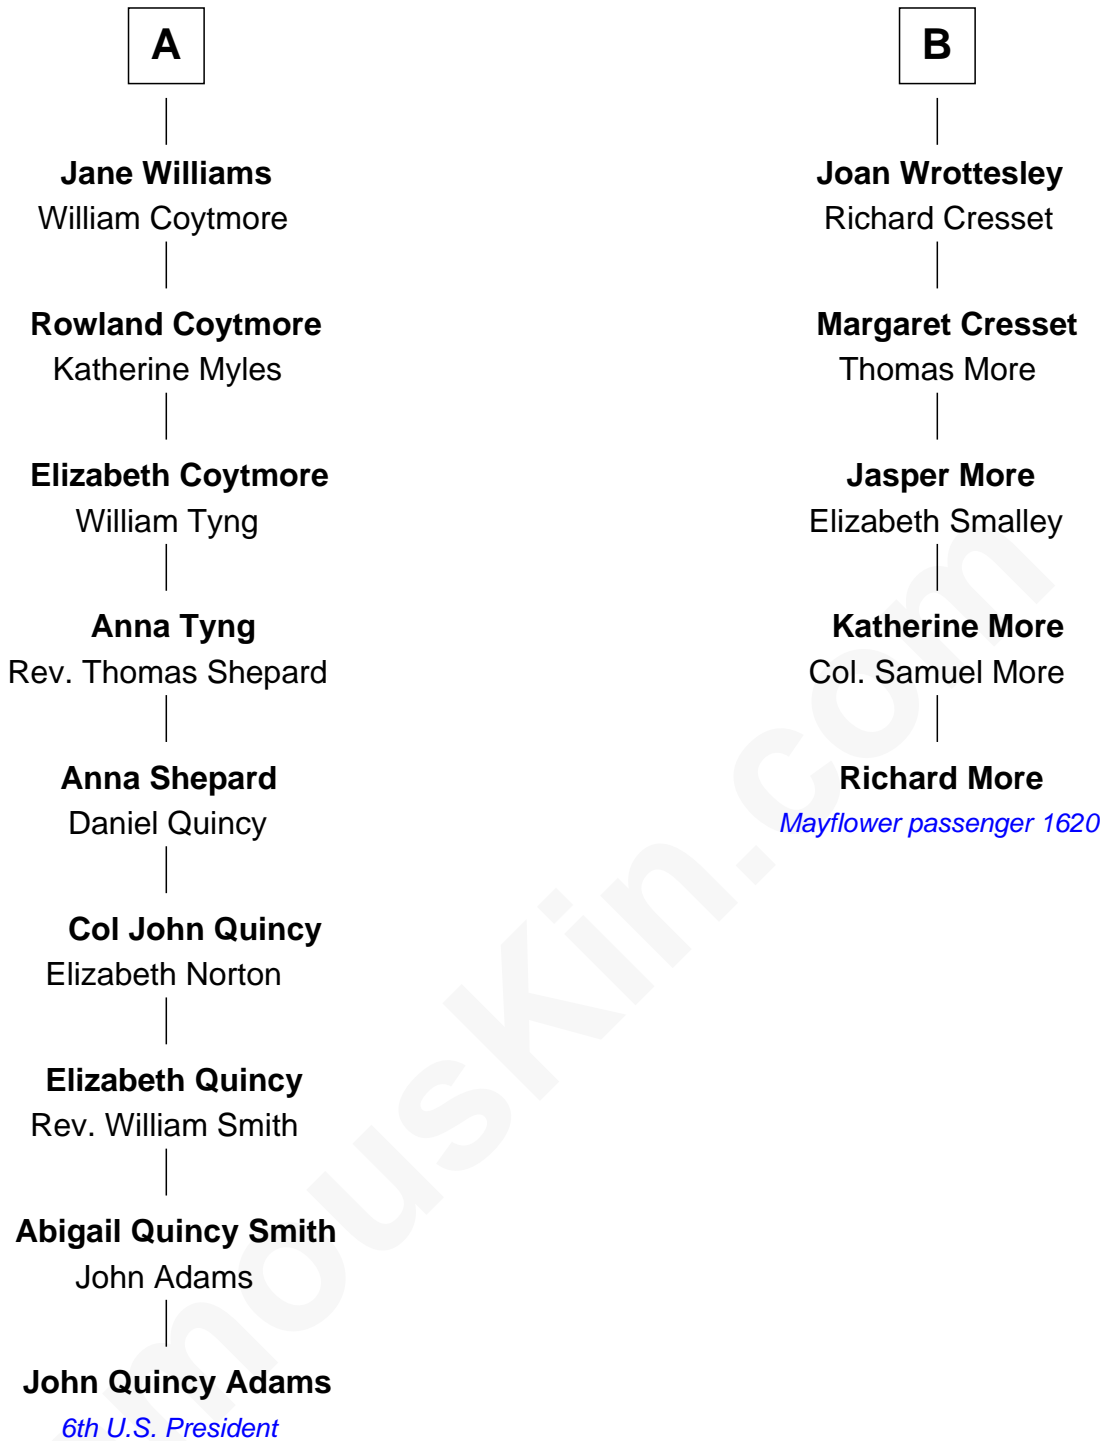 A
Jane Williams
William Coytmore
Rowland Coytmore
Katherine Myles
Elizabeth Coytmore
William Tyng
Anna Tyng
Rev. Thomas Shepard
Anna Shepard
Daniel Quincy
Col John Quincy
Elizabeth Norton
Elizabeth Quincy
Rev. William Smith
Abigail Quincy Smith
John Adams
John Quincy Adams
6th U.S. President
B
Joan Wrottesley
Richard Cresset
Margaret Cresset
Thomas More
Jasper More
Elizabeth Smalley
Katherine More
Col. Samuel More
Richard More
Mayflower passenger 1620
mousKin.com